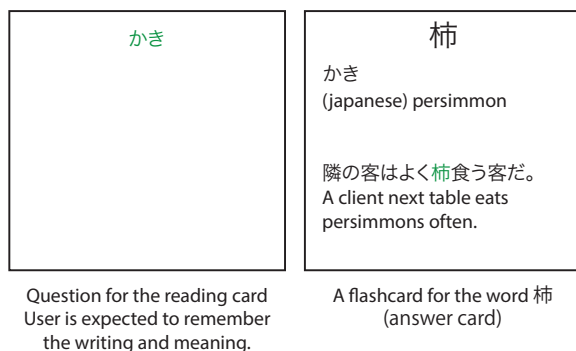 かき
Question for the reading card
User is expected to remember
the writing and meaning.
柿
かき
(japanese) persimmon
隣の客はよく柿食う客だ。
A client next table eats
persimmons often.
A flashcard for the word 柿
(answer card)